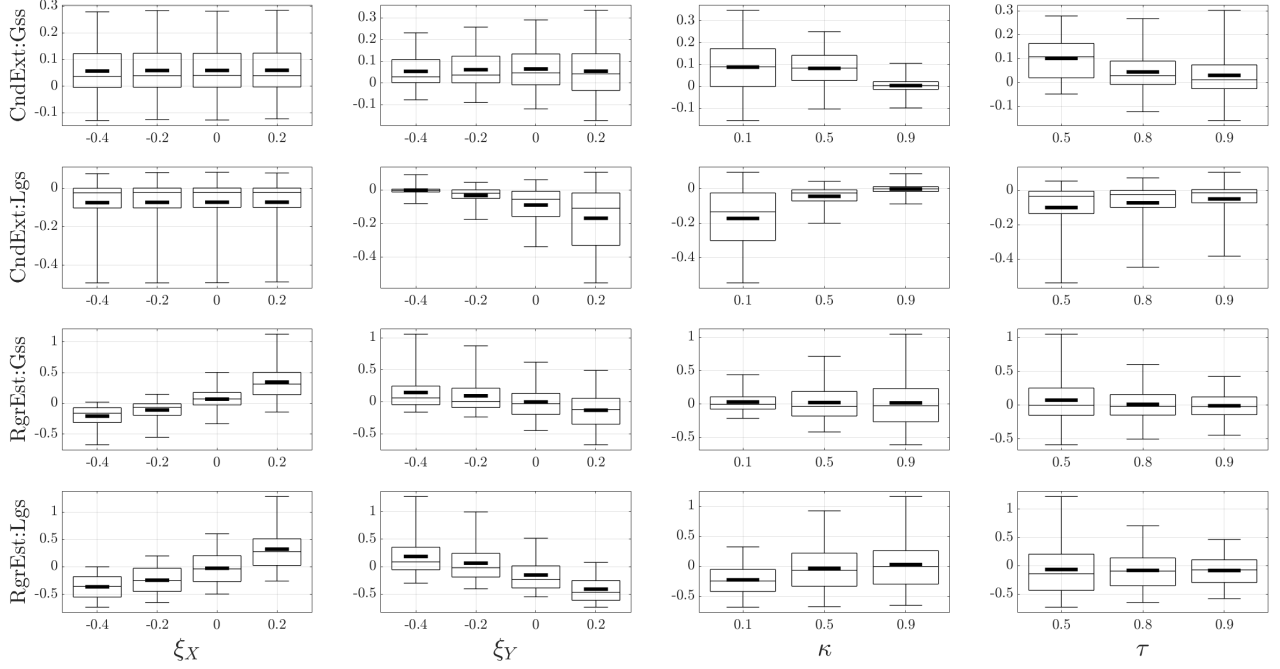 CndExt:Gss
0.3 0.3 0.3 0.3
0.2 0.2 0.2 0.2
0.1 0.1 0.1 0.1
0 0 0 0
-0.1 -0.1 -0.1 -0.1
-0.4 -0.2 0 0.2 -0.4 -0.2 0 0.2 0.1 0.5 0.9 0.5 0.8 0.9
CndExt:Lgs
0 0 0 0
-0.2 -0.2 -0.2 -0.2
-0.4 -0.4 -0.4 -0.4
-0.4 -0.2 0 0.2 -0.4 -0.2 0 0.2 0.1 0.5 0.9 0.5 0.8 0.9
RgrEst:Gss
1 1 1 1
0.5 0.5 0.5 0.5
0 0 0 0
-0.5 -0.5 -0.5 -0.5
-0.4 -0.2 0 0.2 -0.4 -0.2 0 0.2 0.1 0.5 0.9 0.5 0.8 0.9
RgrEst:Lgs
1 1 1 1
0.5 0.5 0.5 0.5
0 0 0 0
-0.5 -0.5 -0.5 -0.5
-0.4 -0.2 0 0.2 -0.4 -0.2 0 0.2 0.1 0.5 0.9 0.5 0.8 0.9
ξ_X ξ_Y κ τ